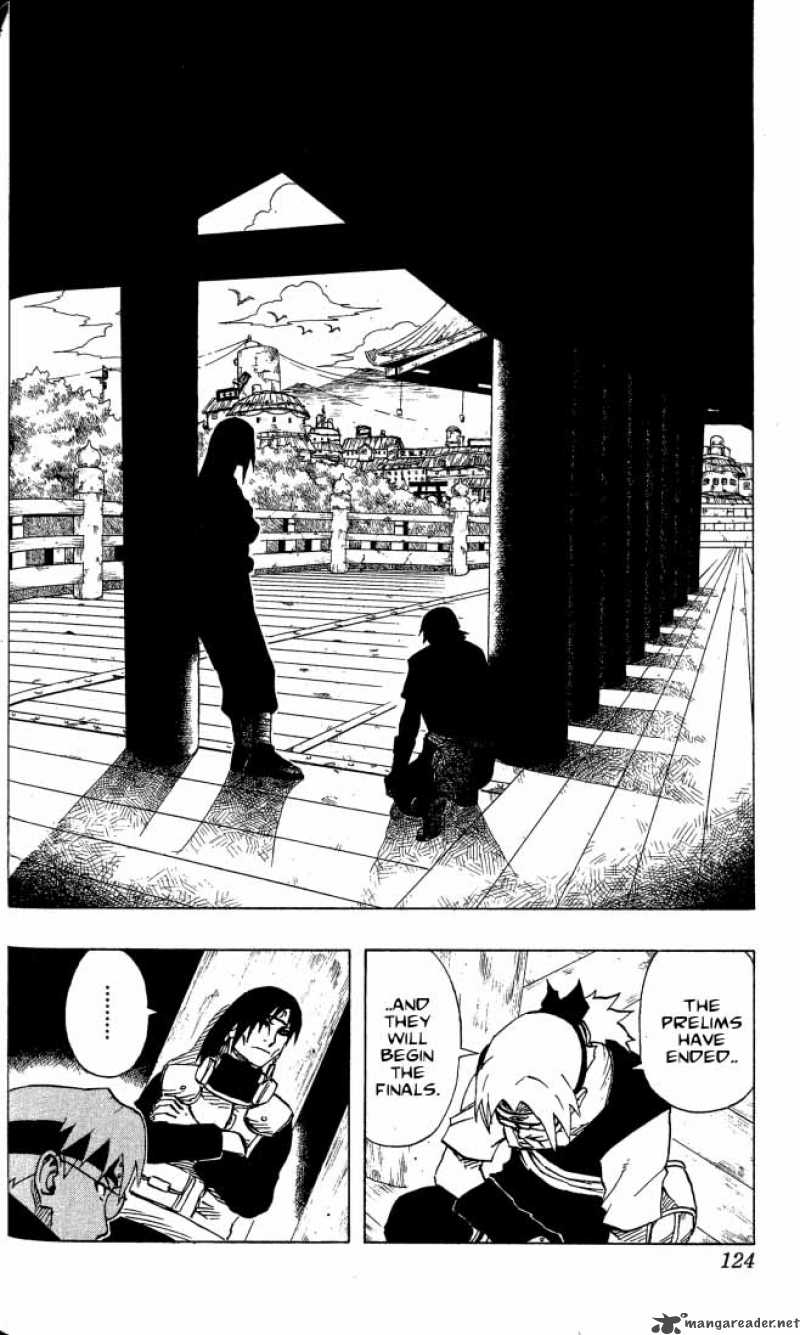 THE
PRELIMS
HAVE
ENDED..
..AND
THEY
WILL
BEGIN
THE
FINALS.
.........
124
mangareader.net